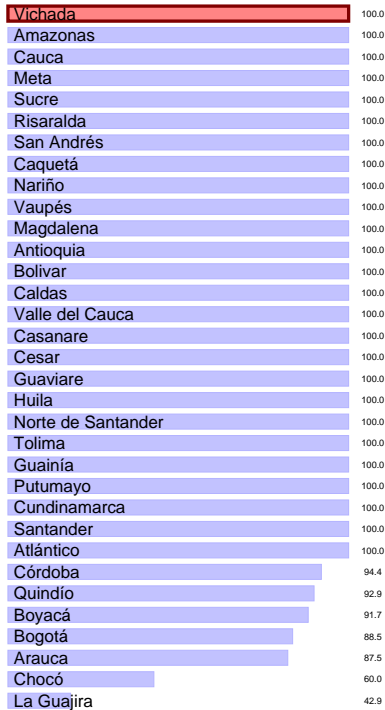 Vichada 100.0
Amazonas 100.0
Cauca 100.0
Meta 100.0
Sucre 100.0
Risaralda 100.0
San Andrés 100.0
Caquetá 100.0
Nariño 100.0
Vaupés 100.0
Magdalena 100.0
Antioquia 100.0
Bolivar 100.0
Caldas 100.0
Valle del Cauca 100.0
Casanare 100.0
Cesar 100.0
Guaviare 100.0
Huila 100.0
Norte de Santander 100.0
Tolima 100.0
Guainía 100.0
Putumayo 100.0
Cundinamarca 100.0
Santander 100.0
Atlántico 100.0
Córdoba 94.4
Quindío 92.9
Boyacá 91.7
Bogotá 88.5
Arauca 87.5
Chocó 60.0
La Guajira 42.9